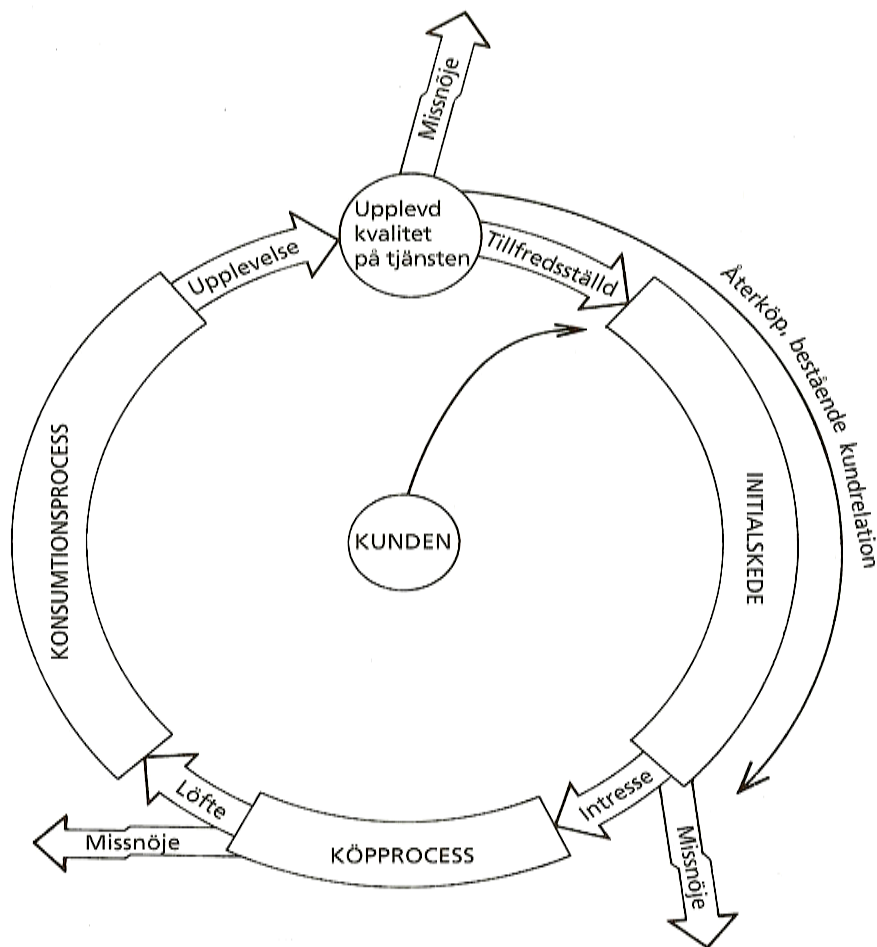 Missnöje
Upplevd
kvalitet
på tjänsten
Upplevelse
Tillfredsställd
Återköp, bestående kundrelation
KONSUMTIONSPROCESS
KUNDEN
INITIALSKEDE
Löfte
Intresse
Missnöje
KÖPPROCESS
Missnöje